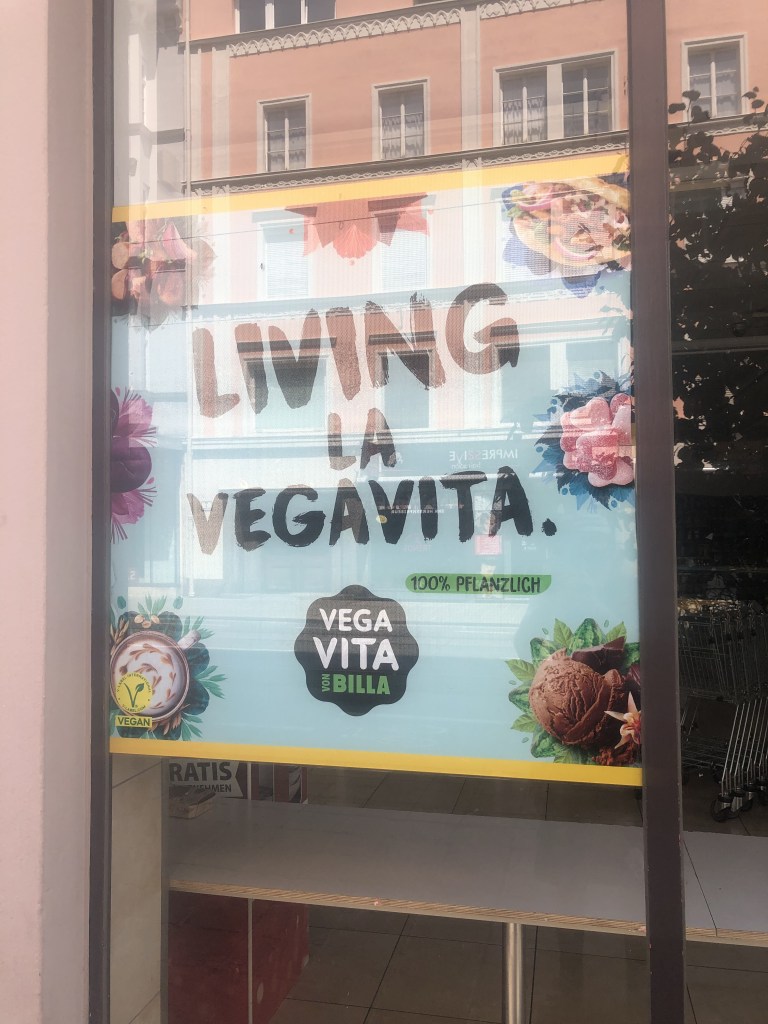 LIVING
LA
VEGAVITA.
100% PFLANZLICH
VEGA
VITA
VON BILLA
VEGAN
RATIS